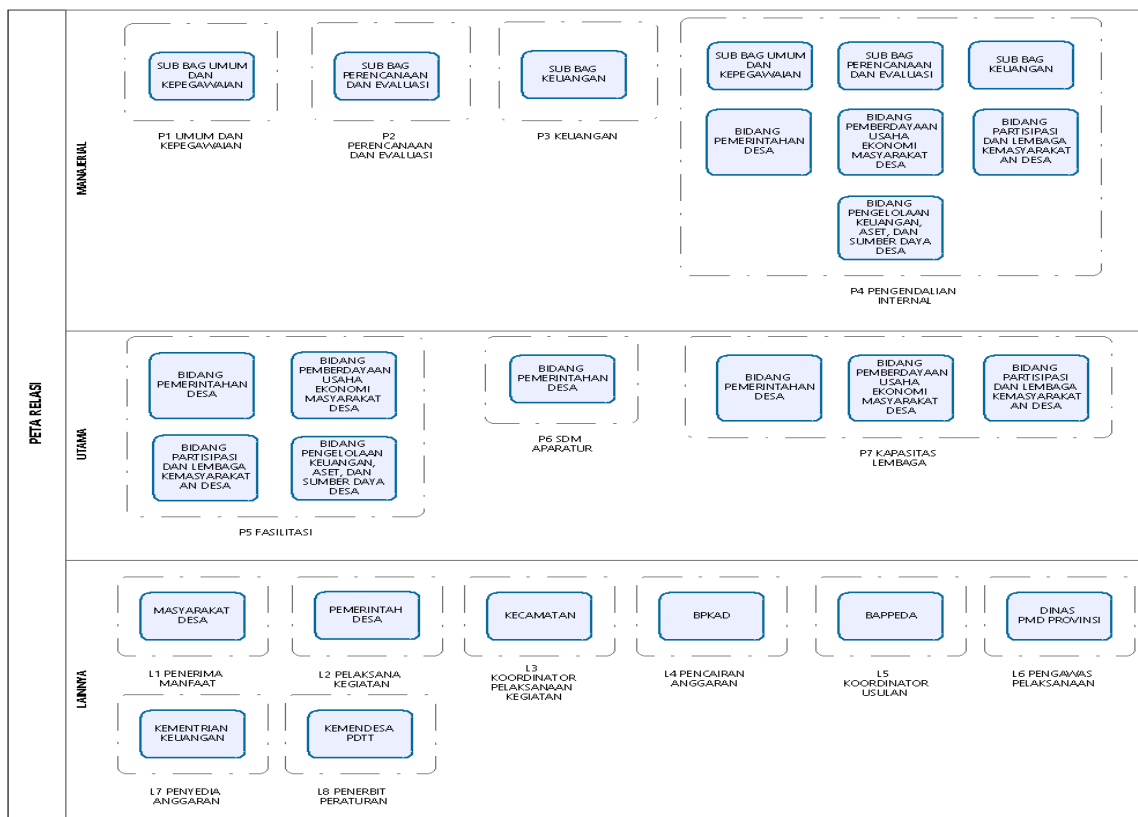 PETA RELASI
MANAJERIAL
SUB BAG UMUM
DAN
KEPEGAWAIAN
P1 UMUM DAN
KEPEGAWAIAN
SUB BAG
PERENCANAAN
DAN EVALUASI
P2
PERENCANAAN
DAN EVALUASI
SUB BAG
KEUANGAN
P3 KEUANGAN
SUB BAG UMUM
DAN
KEPEGAWAIAN
SUB BAG
PERENCANAAN
DAN EVALUASI
SUB BAG
KEUANGAN
BIDANG
PEMERINTAHAN
DESA
BIDANG
PEMBERDAYAAN
USAHA
EKONOMI
MASYARAKAT
DESA
BIDANG
PARTISIPASI
DAN LEMBAGA
KEMASYARAKAT
AN DESA
BIDANG
PENGELOLAAN
KEUANGAN,
ASET, DAN
SUMBER DAYA
DESA
P4 PENGENDALIAN
INTERNAL
UTAMA
BIDANG
PEMERINTAHAN
DESA
BIDANG
PEMBERDAYAAN
USAHA
EKONOMI
MASYARAKAT
DESA
BIDANG
PARTISIPASI
DAN LEMBAGA
KEMASYARAKAT
AN DESA
BIDANG
PENGELOLAAN
KEUANGAN,
ASET, DAN
SUMBER DAYA
DESA
P5 FASILITASI
BIDANG
PEMERINTAHAN
DESA
P6 SDM
APARATUR
BIDANG
PEMERINTAHAN
DESA
BIDANG
PEMBERDAYAAN
USAHA
EKONOMI
MASYARAKAT
DESA
BIDANG
PARTISIPASI
DAN LEMBAGA
KEMASYARAKAT
AN DESA
P7 KAPASITAS
LEMBAGA
LAINNYA
MASYARAKAT
DESA
L1 PENERIMA
MANFAAT
PEMERINTAH
DESA
L2 PELAKSANA
KEGIATAN
KECAMATAN
L3
KOORDINATOR
PELAKSANAAN
KEGIATAN
BPKAD
L4 PENCAIRAN
ANGGARAN
BAPPEDA
L5
KOORDINATOR
USULAN
DINAS
PMD PROVINSI
L6 PENGAWAS
PELAKSANAAN
KEMENTRIAN
KEUANGAN
L7 PENYEDIA
ANGGARAN
KEMENDESA
PDTT
L8 PENERBIT
PERATURAN